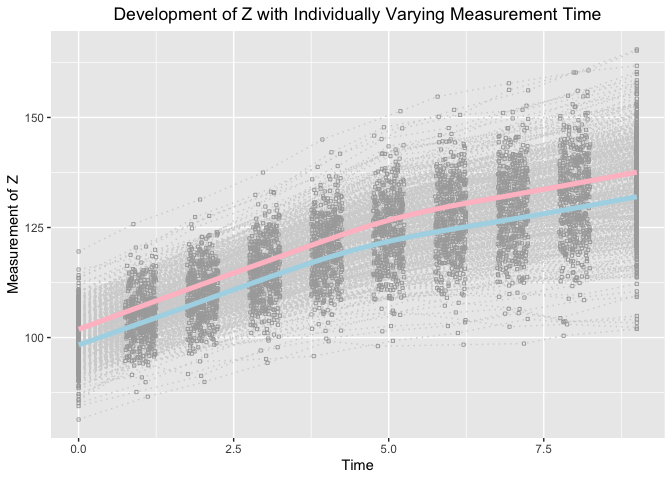 Development of Z with Individually Varying Measurement Time
Measurement of Z
150
125
100
0.0
2.5
5.0
7.5
Time